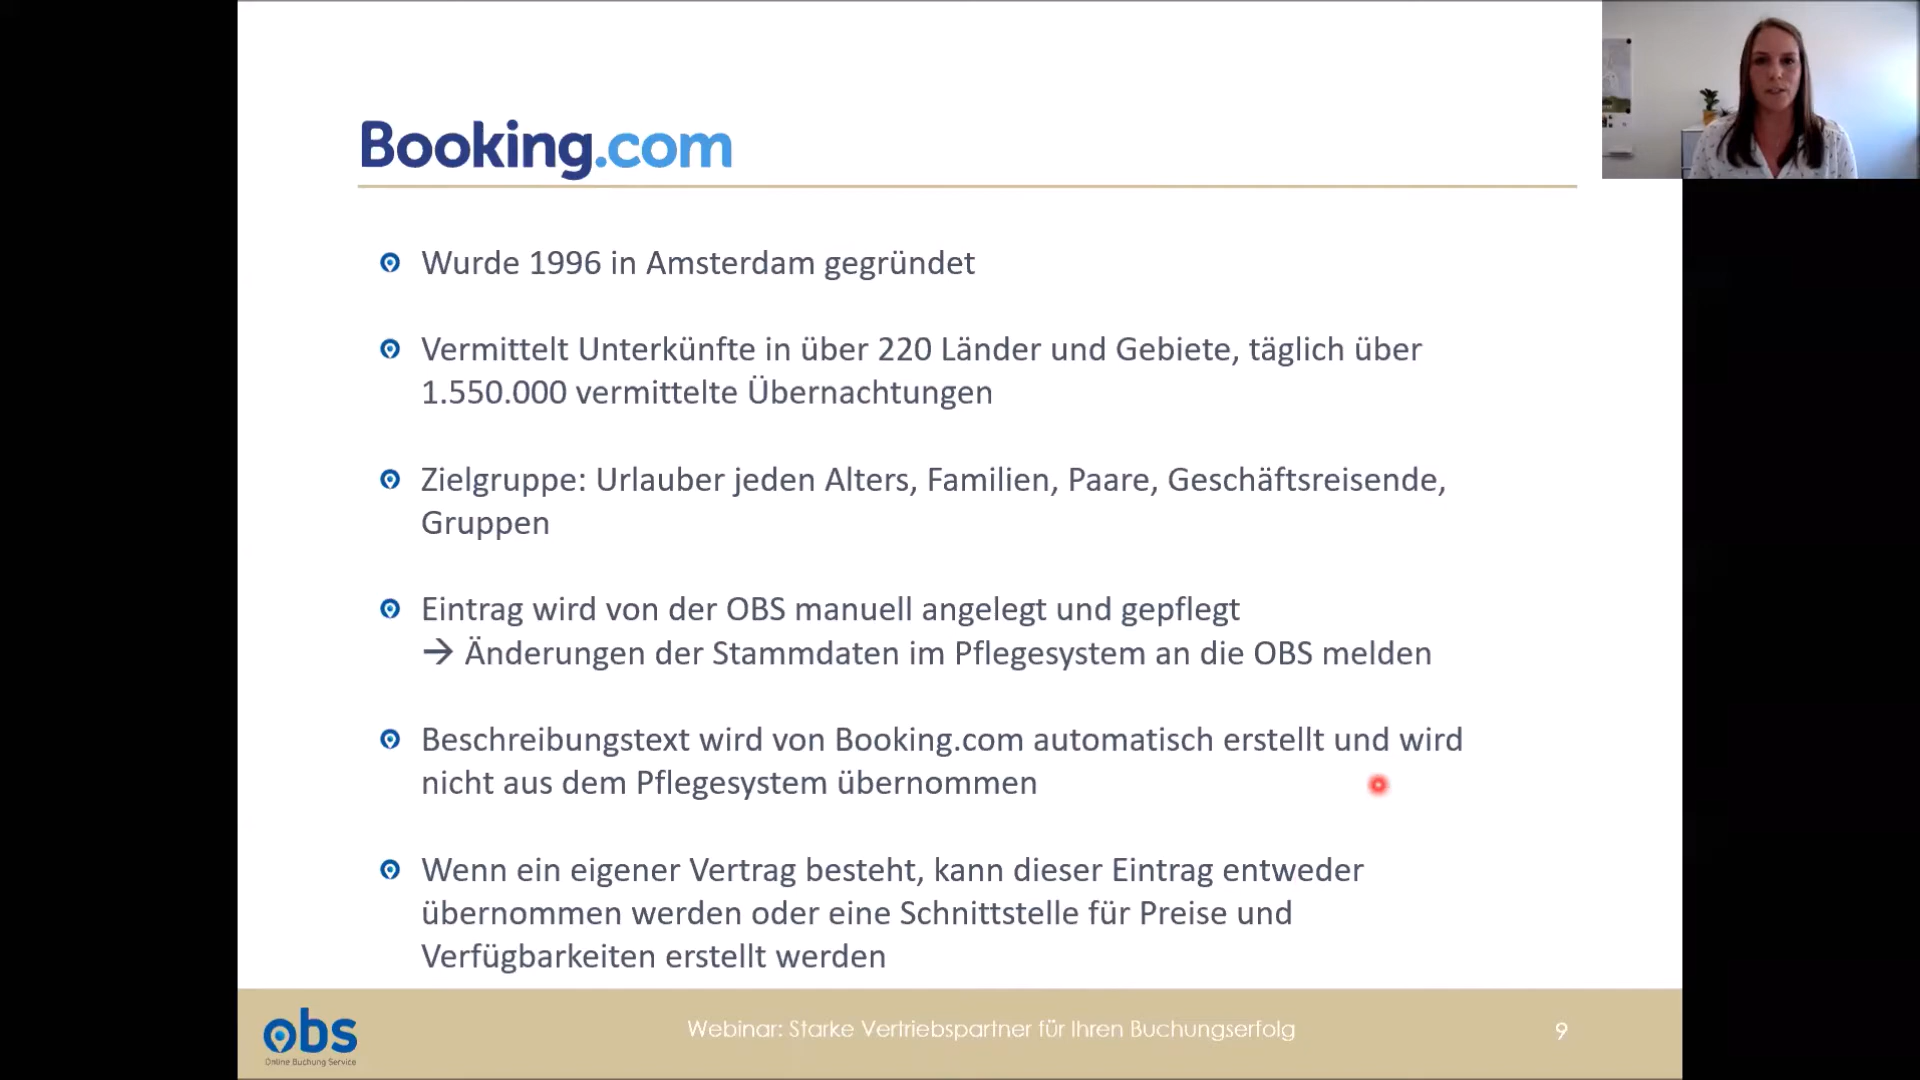 Booking.com
Wurde 1996 in Amsterdam gegründet
Vermittelt Unterkünfte in über 220 Länder und Gebiete, täglich über
1.550.000 vermittelte Übernachtungen
Zielgruppe: Urlauber jeden Alters, Familien, Paare, Geschäftsreisende,
Gruppen
Eintrag wird von der OBS manuell angelegt und gepflegt
→ Änderungen der Stammdaten im Pflegesystem an die OBS melden
Beschreibungstext wird von Booking.com automatisch erstellt und wird
nicht aus dem Pflegesystem übernommen
Wenn ein eigener Vertrag besteht, kann dieser Eintrag entweder
übernommen werden oder eine Schnittstelle für Preise und
Verfügbarkeiten erstellt werden
obs
Online Buchung Service
Webinar: Starke Vertriebspartner für Ihren Buchungserfolg
9